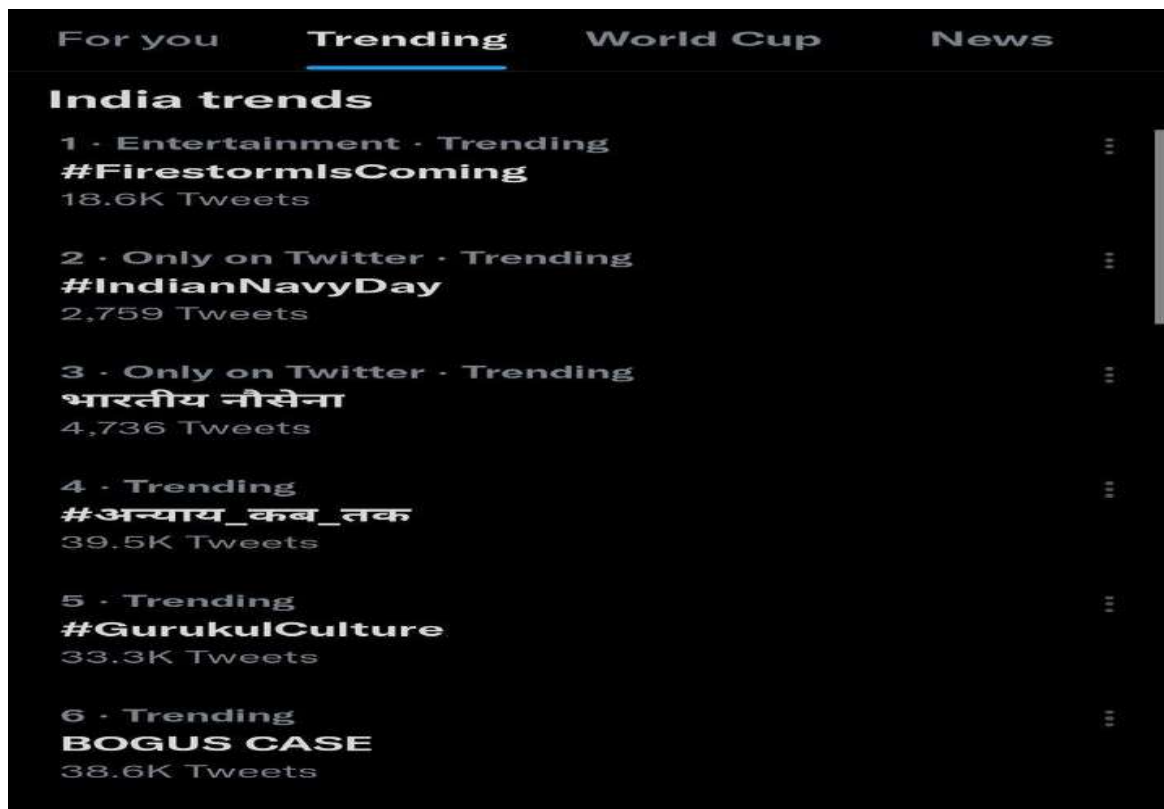 For you Trending World Cup News
India trends
1 · Entertainment · Trending
#FirestormIsComing
18.6K Tweets
2 · Only on Twitter · Trending
#IndianNavyDay
2,759 Tweets
3 · Only on Twitter · Trending
भारतीय नौसेना
4,736 Tweets
4 · Trending
#अन्याय_कब_तक
39.5K Tweets
5 · Trending
#GurukulCulture
33.3K Tweets
6 · Trending
BOGUS CASE
38.6K Tweets